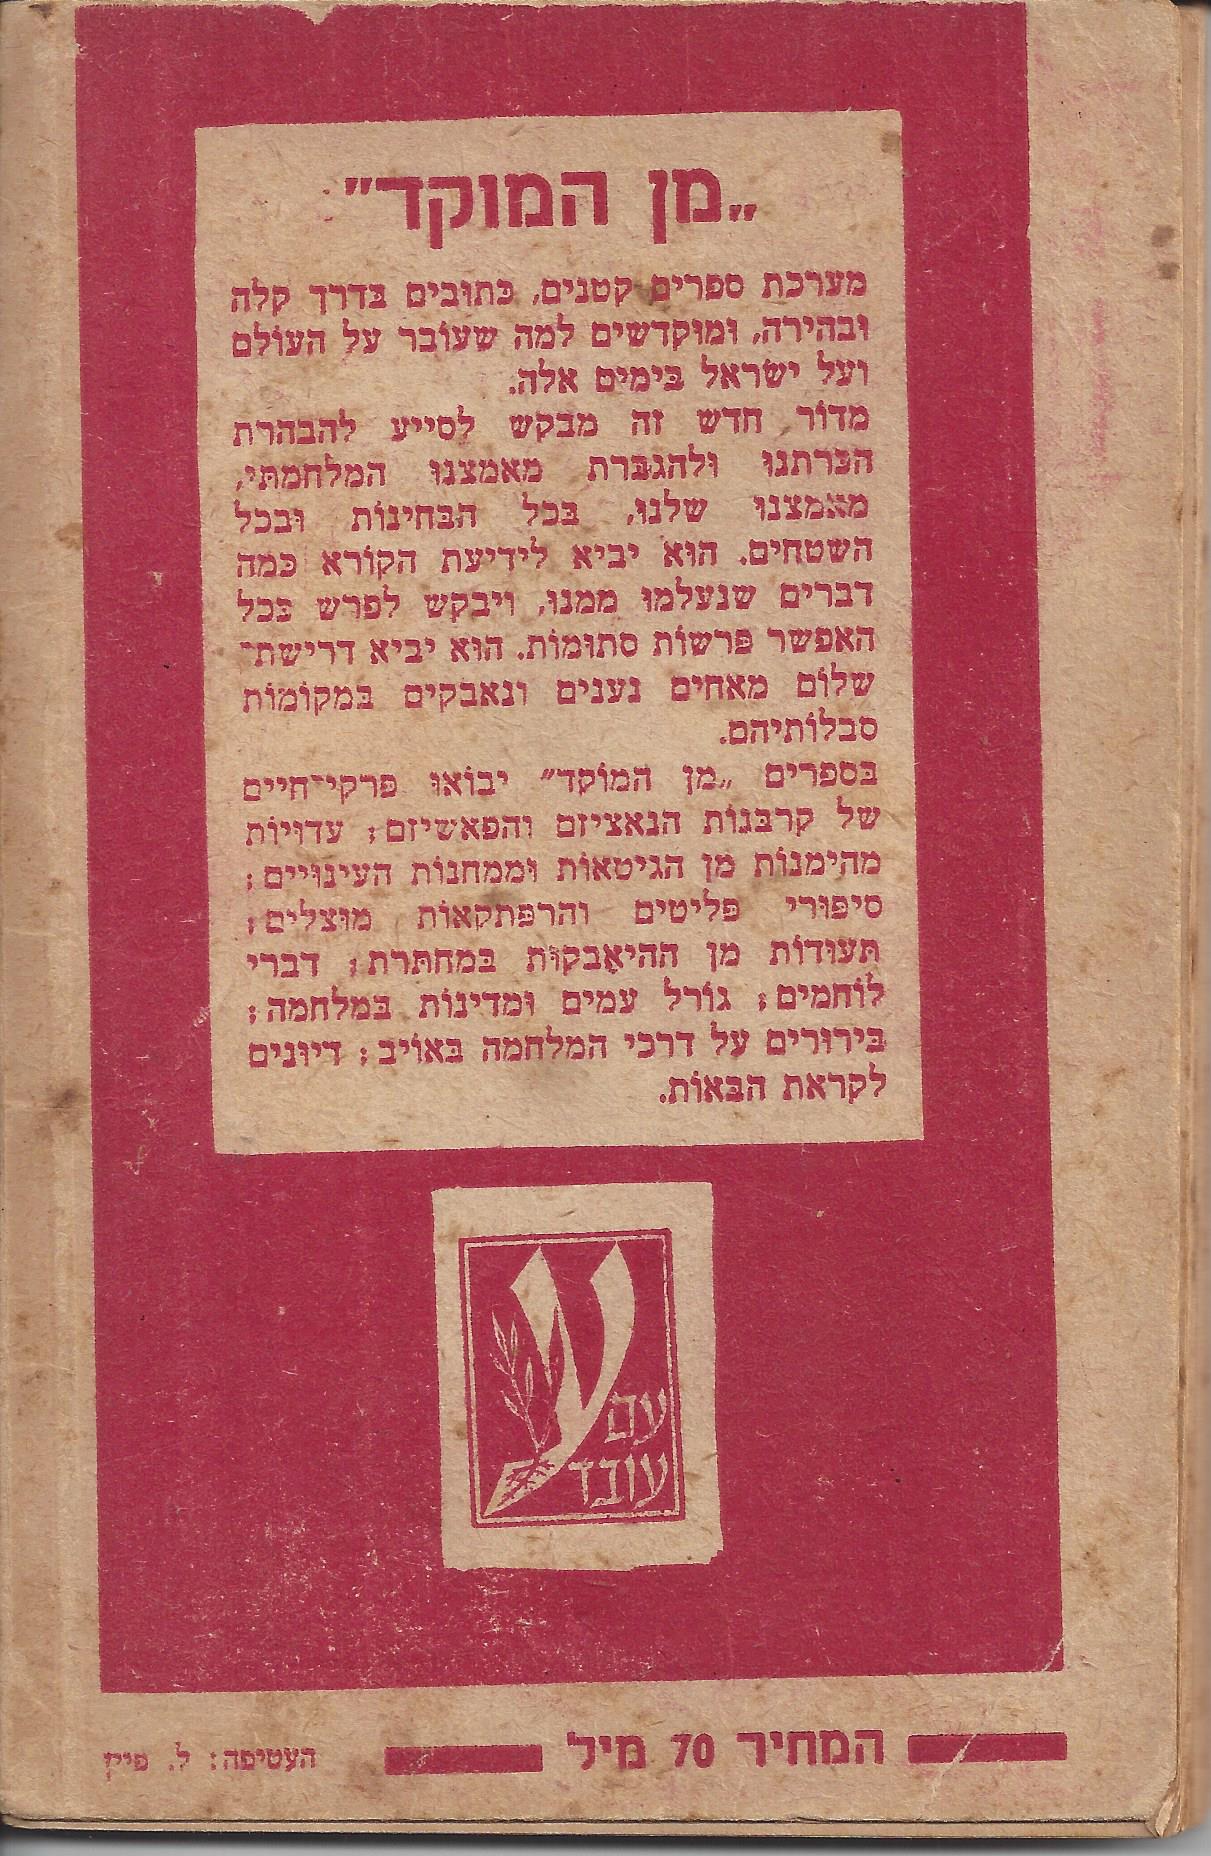 „מן המוקד"
מערכת ספרים קטנים, כתובים בדרך קלה
ובהירה, ומוקדשים למה שעובר על העולם
ועל ישראל בימים אלה.
מדור חדש זה מבקש לסייע להבהרת
הכרתנו ולהגברת מאמצנו המלחמתי,
מאמצנו שלנו, בכל הבחינות ובכל
השטחים. הוא יביא לידיעת הקורא כמה
דברים שנעלמו ממנו, ויבקש לפרש ככל
האפשר פרשות סתומות. הוא יביא דרישת־
שלום מאחים נענים ונאבקים במקומות
סבלותיהם.
בספרים „מן המוקד" יבואו פרקי־חיים
של קרבנות הנאציזם והפאשיזם; עדויות
מהימנות מן הגיטאות וממחנות העינויים;
סיפורי פליטים והרפתקאות מוצלים;
תעודות מן ההיאבקות במחתרת; דברי
לוחמים; גורל עמים ומדינות במלחמה;
בירורים על דרכי המלחמה באויב; דיונים
לקראת הבאות.
ע
עם
עובד
המחיר 70 מיל
העטיפה: ל. פיין